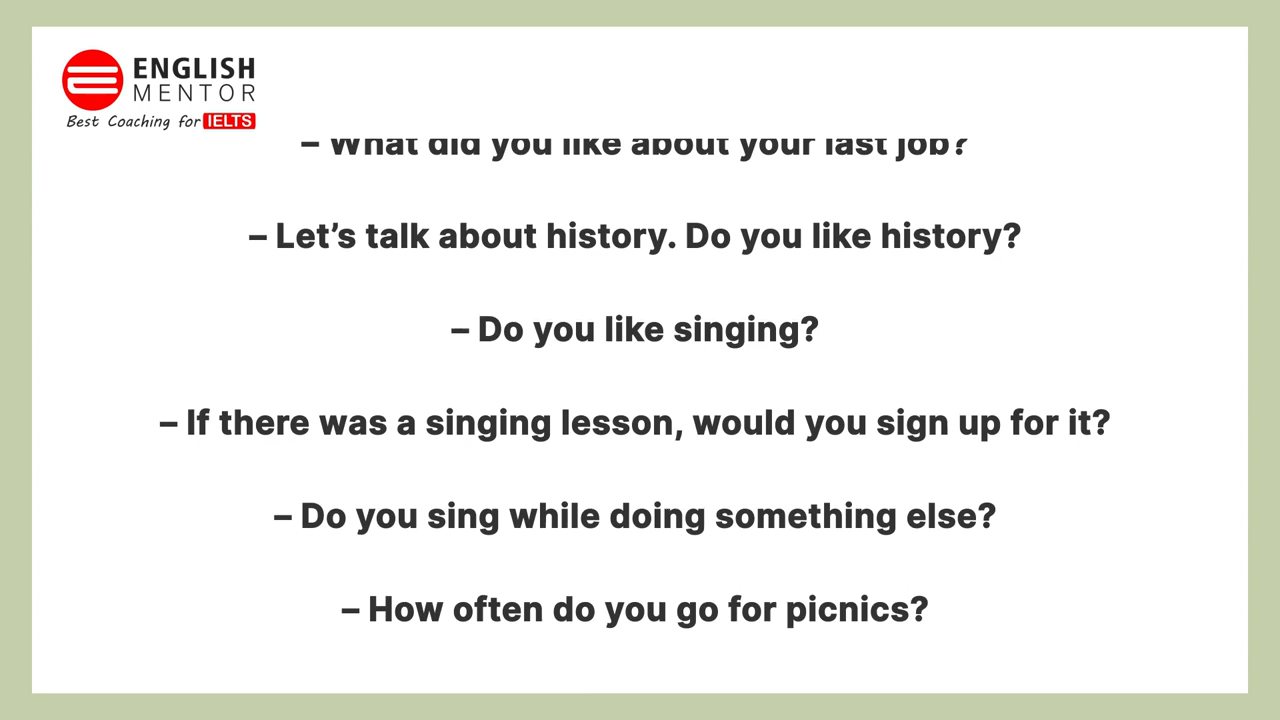 ENGLISH
MENTOR
Best Coaching for IELTS
– What did you like about your last job?
– Let’s talk about history. Do you like history?
– Do you like singing?
– If there was a singing lesson, would you sign up for it?
– Do you sing while doing something else?
– How often do you go for picnics?